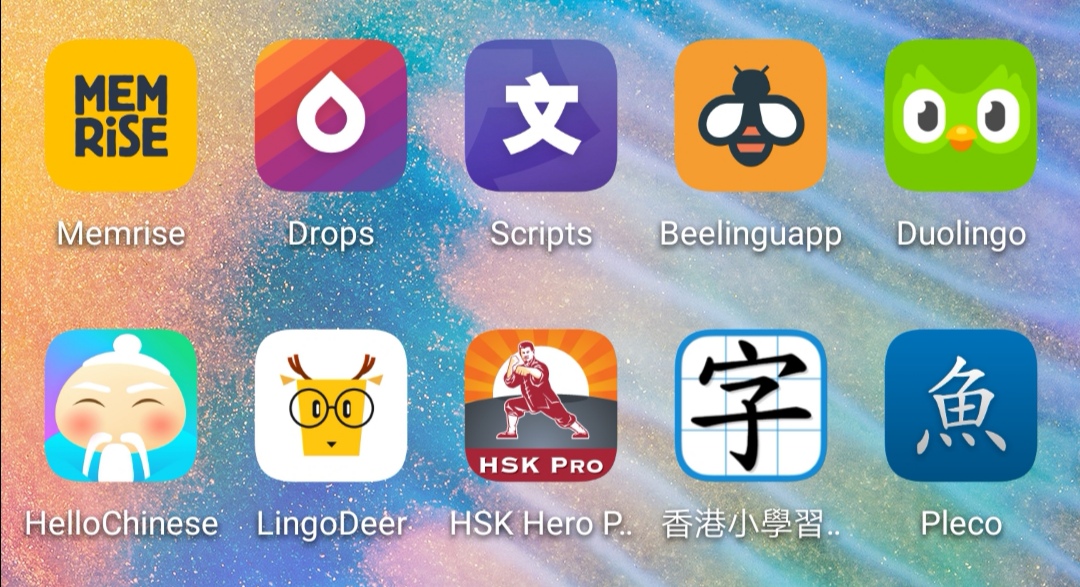 MEM
RiSE
文
Memrise
Drops
Scripts
Beelinguapp
Duolingo
HSK PRO
字
魚
HelloChinese
LingoDeer
HSK Hero P..
香港小學習..
Pleco